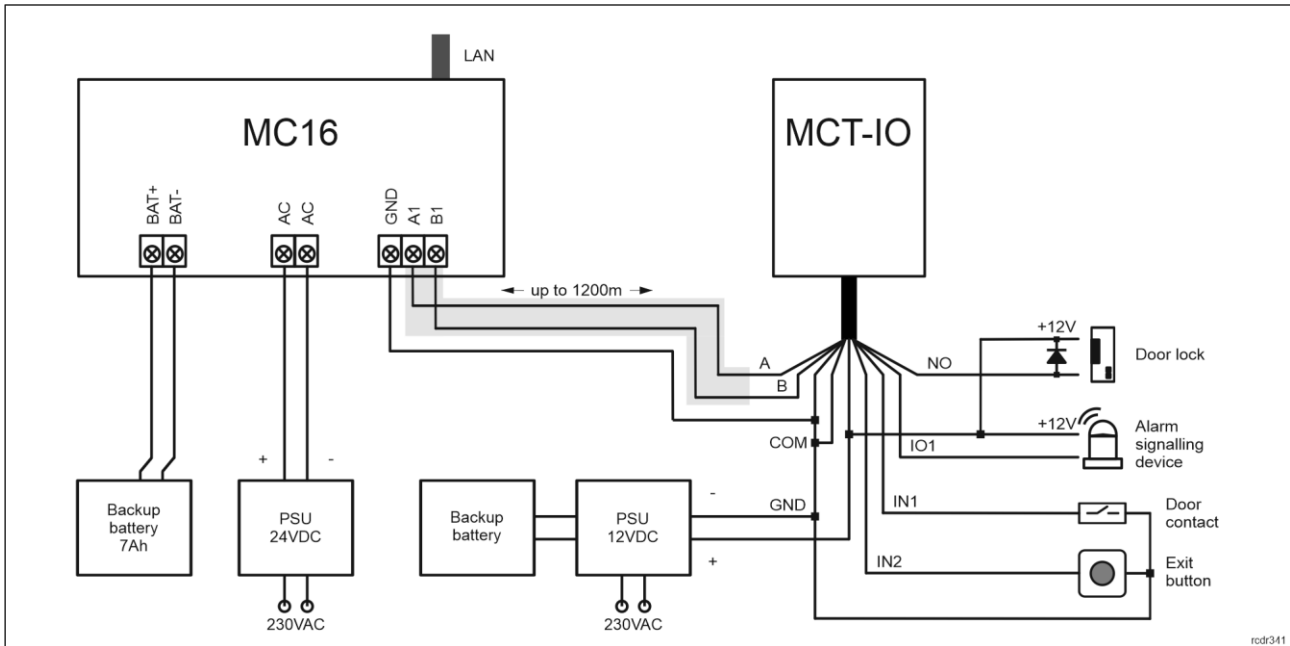 LAN
MC16
MCT-IO
BAT+
BAT-
AC
AC
GND
A1
B1
up to 1200m
A
B
NO
+12V
Door lock
COM
+12V
IO1
Alarm
signalling
device
+
-
-
GND
+
IN1
Door
contact
IN2
Exit
button
Backup
battery
7Ah
PSU
24VDC
Backup
battery
PSU
12VDC
230VAC
230VAC
rcdr341